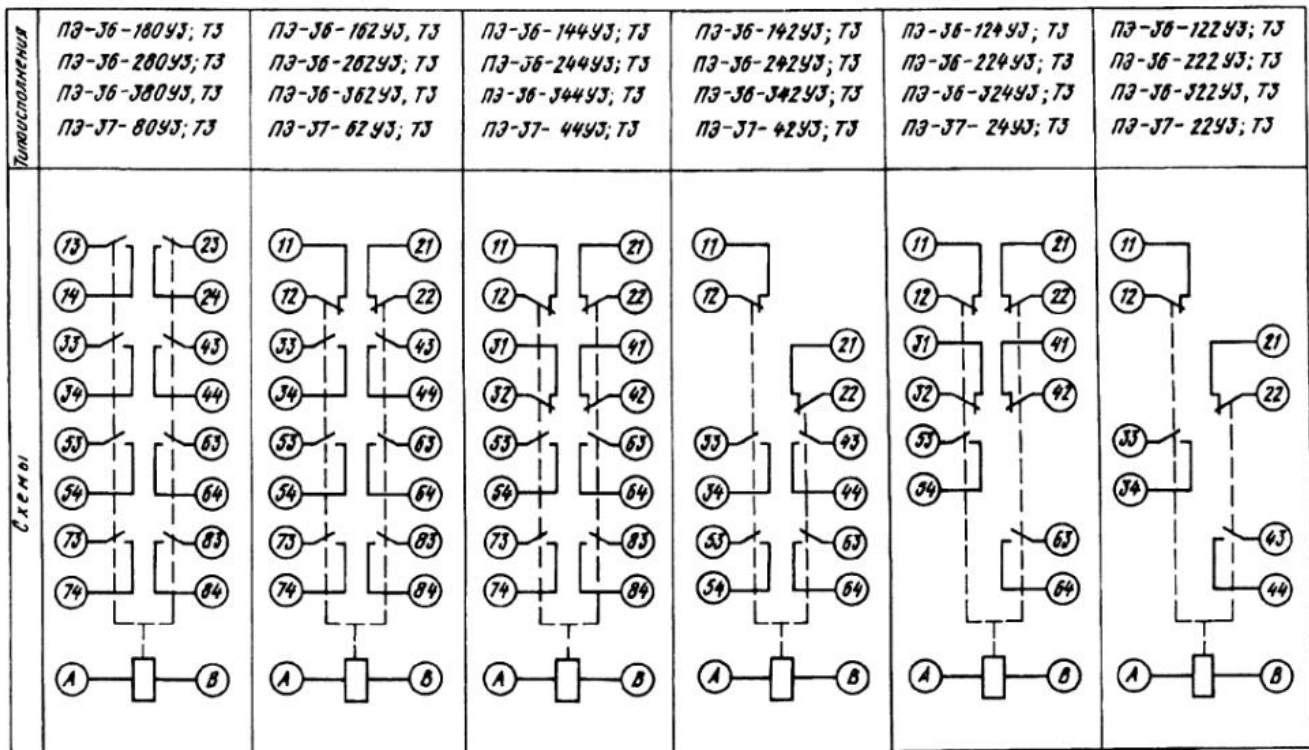 Типоисполнения
ПЭ-36-180У3; Т3
ПЭ-36-280У3; Т3
ПЭ-36-380У3, Т3
ПЭ-37-80У3; Т3
ПЭ-36-162У3, Т3
ПЭ-36-262У3; Т3
ПЭ-36-362У3, Т3
ПЭ-37-62У3; Т3
ПЭ-36-144У3; Т3
ПЭ-36-244У3; Т3
ПЭ-36-344У3; Т3
ПЭ-37-44У3; Т3
ПЭ-36-142У3; Т3
ПЭ-36-242У3; Т3
ПЭ-36-342У3; Т3
ПЭ-37-42У3; Т3
ПЭ-36-124У3; Т3
ПЭ-36-224У3; Т3
ПЭ-36-324У3; Т3
ПЭ-37-24У3; Т3
ПЭ-36-122У3; Т3
ПЭ-36-222У3; Т3
ПЭ-36-322У3, Т3
ПЭ-37-22У3; Т3
Схемы
13 23
14 24
33 43
34 44
53 63
54 64
73 83
74 84
А В
11 21
12 22
33 43
34 44
53 63
54 64
73 83
74 84
А В
11 21
12 22
31 41
32 42
53 63
54 64
73 83
74 84
А В
11
12
21
22
33 43
34 44
53 63
54 64
А В
11 21
12 22
31 41
32 42
53
54
63
64
А В
11
12
21
22
33
34
43
44
А В